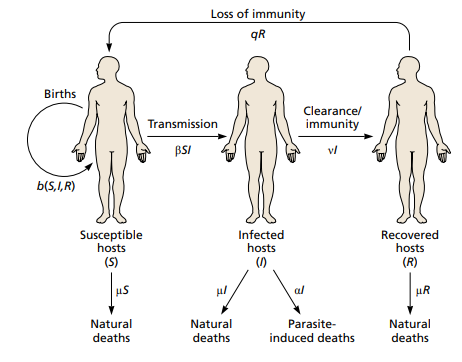 Loss of immunity
qR
Births
Transmission
Clearance/
immunity
βSI
νI
b(S,I,R)
Susceptible
hosts
(S)
Infected
hosts
(I)
Recovered
hosts
(R)
μS
μI
αI
μR
Natural
deaths
Natural
deaths
Parasite-
induced deaths
Natural
deaths